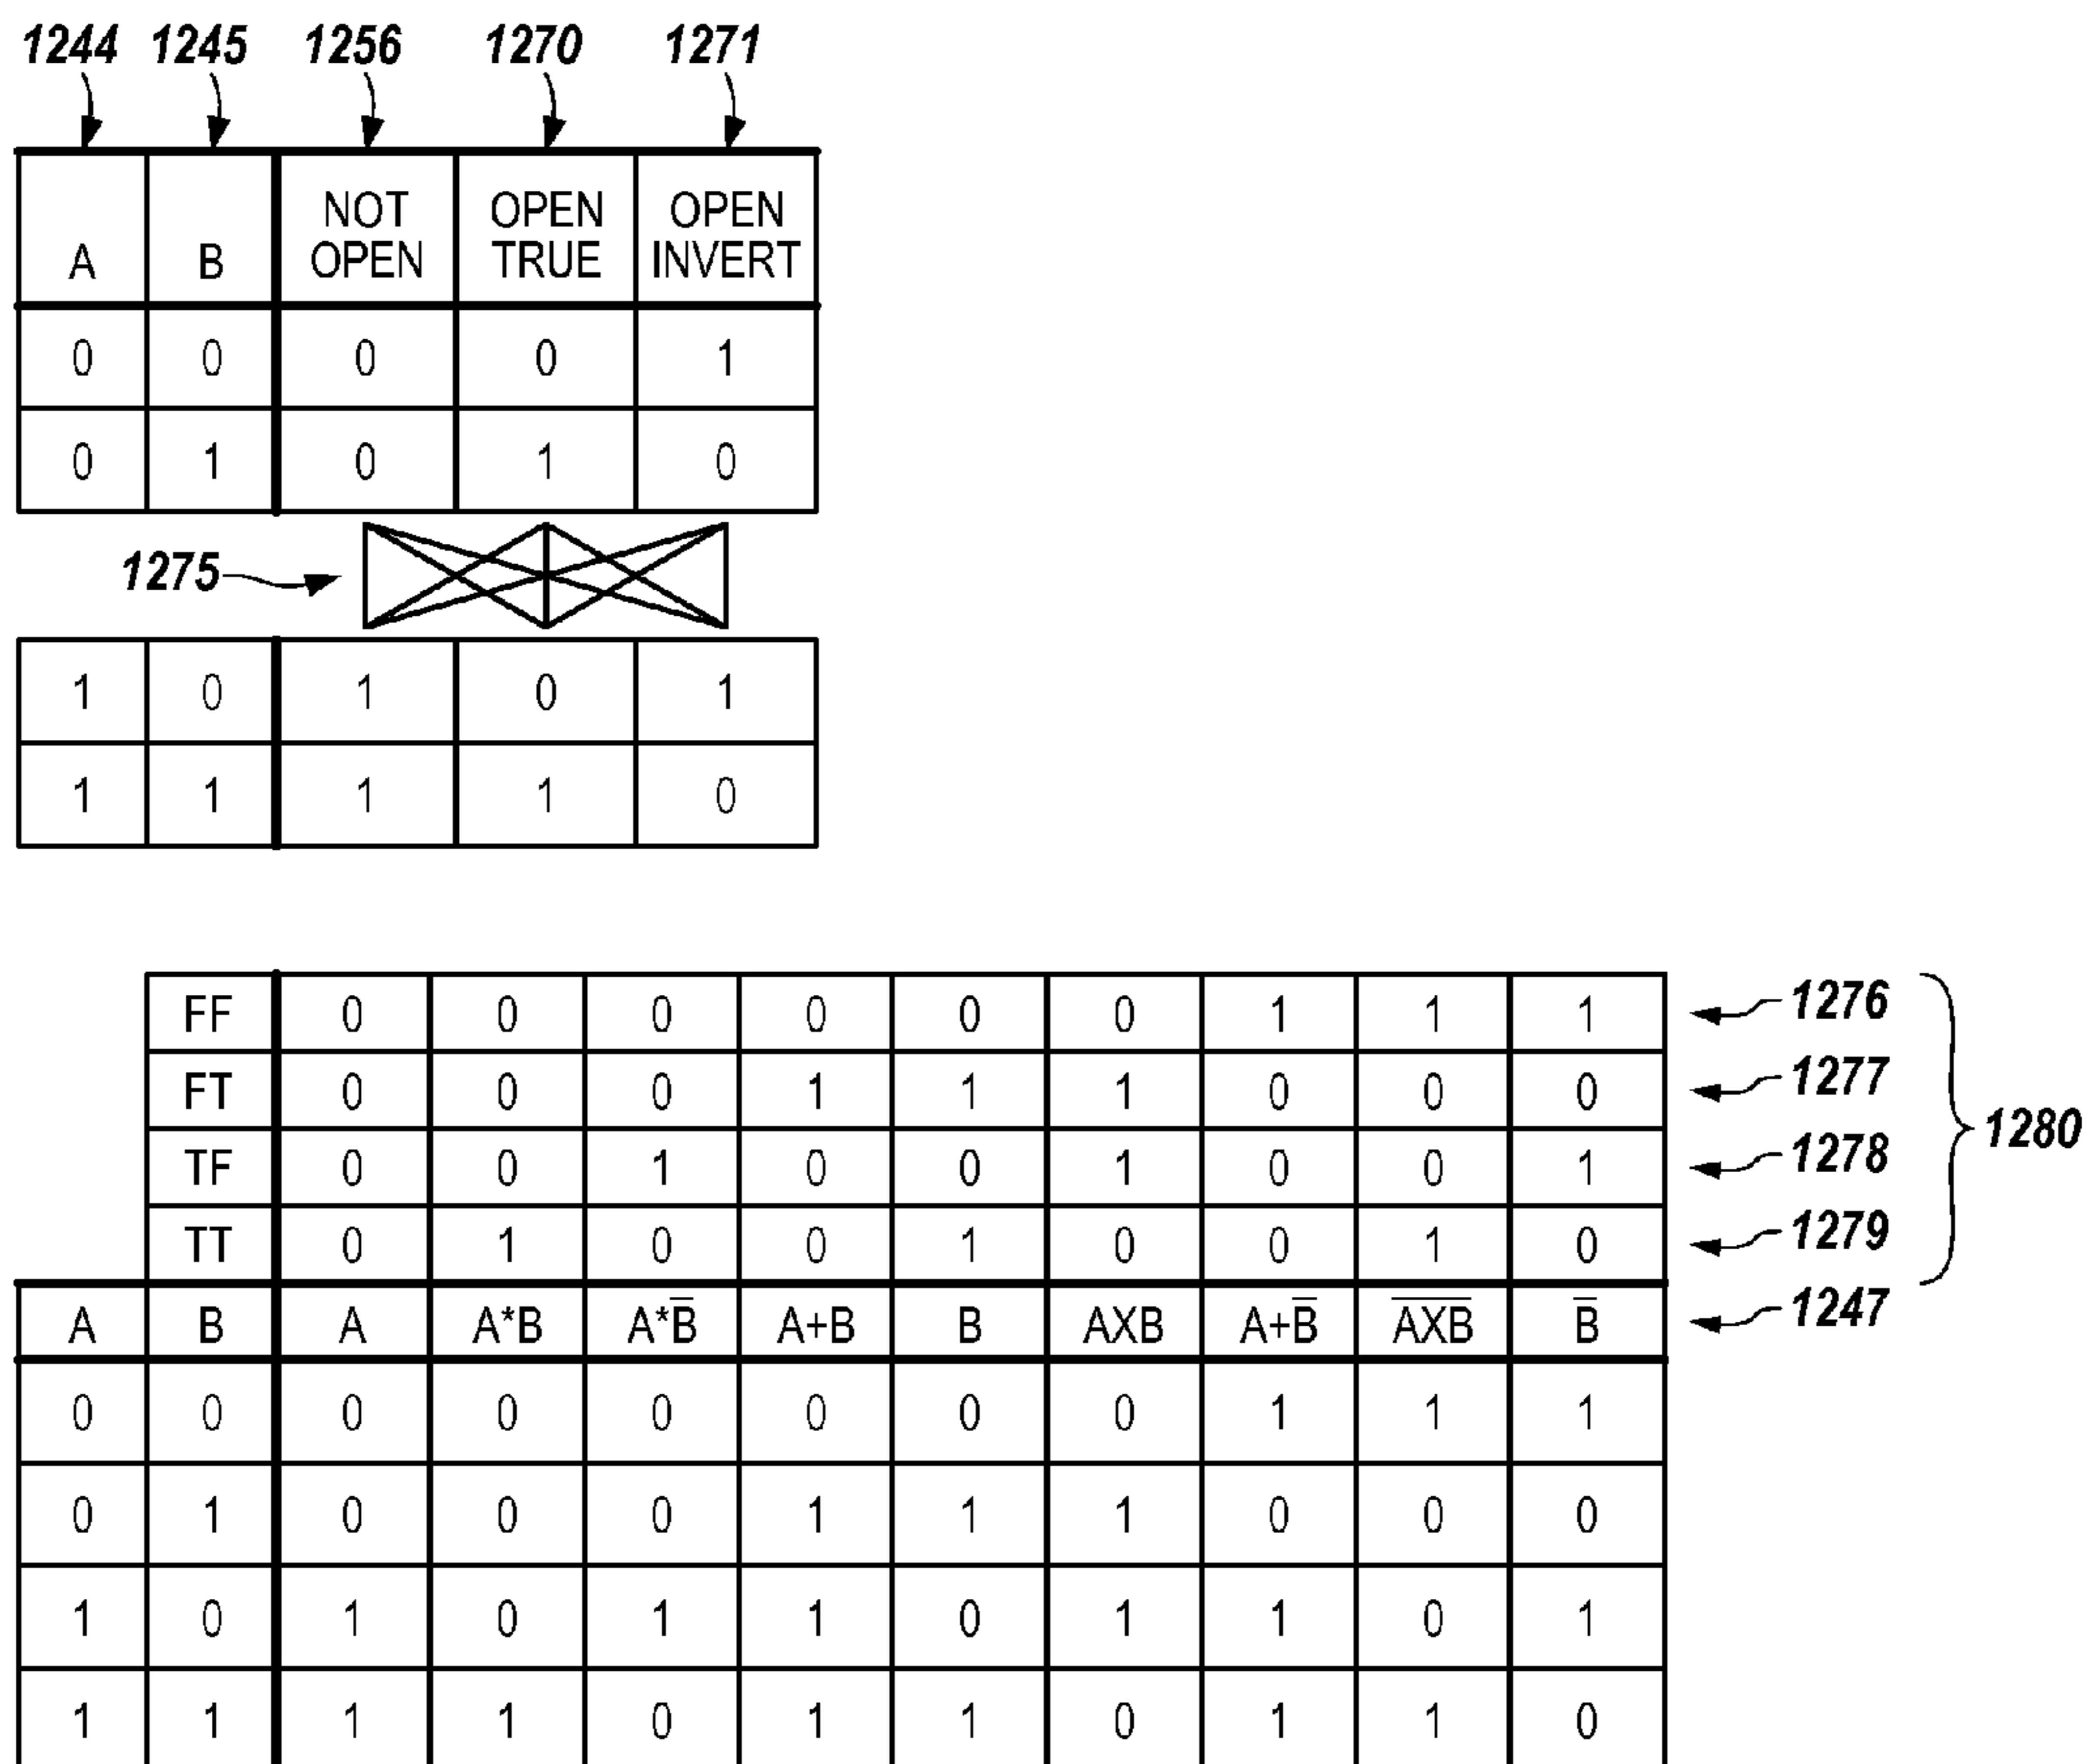 1244 1245 1256 1270 1271
A B NOT OPEN OPEN TRUE OPEN INVERT
0 0 0 0 1
0 1 0 1 0
1275
1 0 1 0 1
1 1 1 1 0
FF 0 0 0 0 0 0 1 1 1 1276
FT 0 0 0 1 1 1 0 0 0 1277
1280
TF 0 0 1 0 0 1 0 0 1 1278
TT 0 1 0 0 1 0 0 1 0 1279
A B A A*B A*B̅ A+B B AXB A+B̅ A̅X̅B̅ B̅ 1247
0 0 0 0 0 0 0 0 1 1 1
0 1 0 0 0 1 1 1 0 0 0
1 0 1 0 1 1 0 1 1 0 1
1 1 1 1 0 1 1 0 1 1 0